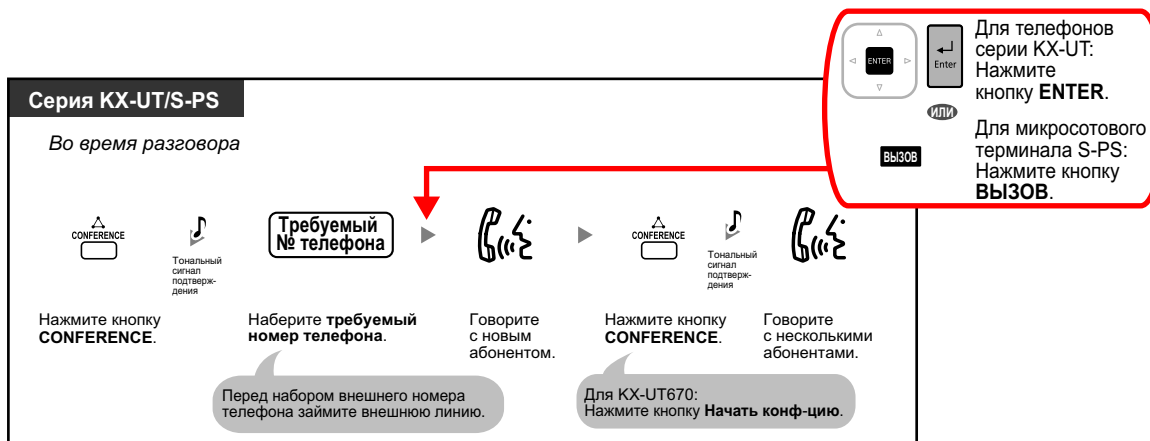 Серия KX-UT/S-PS
Во время разговора
ENTER
Enter
Для телефонов
серии KX-UT:
Нажмите
кнопку ENTER.
ИЛИ
ВЫЗОВ
Для микросотового
терминала S-PS:
Нажмите кнопку
ВЫЗОВ.
CONFERENCE
Тональный
сигнал
подтверж-
дения
Требуемый
№ телефона
CONFERENCE
Тональный
сигнал
подтверж-
дения
Нажмите кнопку
CONFERENCE.
Наберите требуемый
номер телефона.
Говорите
с новым
абонентом.
Нажмите кнопку
CONFERENCE.
Говорите
с несколькими
абонентами.
Перед набором внешнего номера
телефона займите внешнюю линию.
Для KX-UT670:
Нажмите кнопку Начать конф-цию.